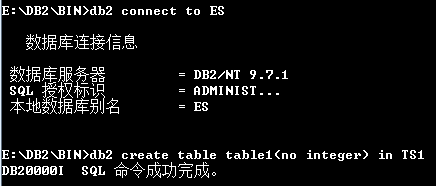 E:\DB2\BIN>db2 connect to ES
数据库连接信息
数据库服务器 = DB2/NT 9.7.1
SQL 授权标识 = ADMINIST...
本地数据库别名 = ES
E:\DB2\BIN>db2 create table table1(no integer) in TS1
DB20000I SQL 命令成功完成。